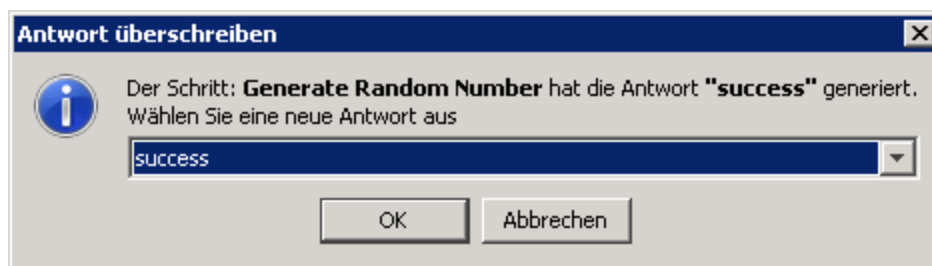 Antwort überschreiben
Der Schritt: Generate Random Number hat die Antwort "success" generiert.
Wählen Sie eine neue Antwort aus
success
OK Abbrechen